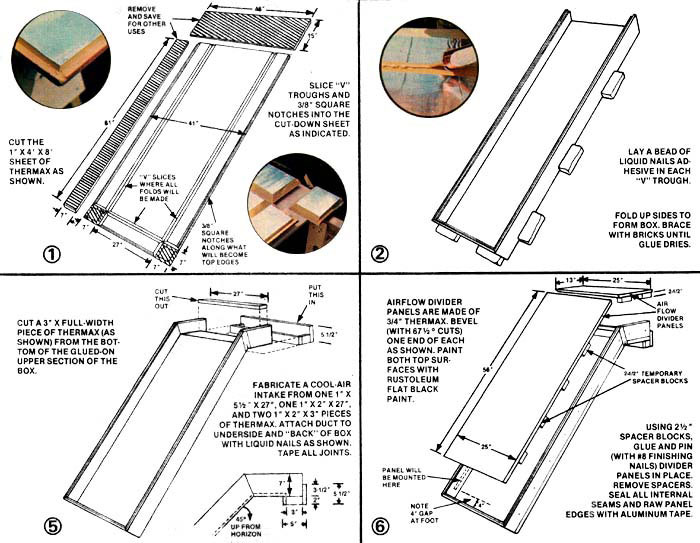 REMOVE
AND SAVE
FOR OTHER
USES
48"
15"
SLICE "V"
TROUGHS AND
3/8" SQUARE
NOTCHES INTO THE
CUT-DOWN SHEET
AS INDICATED.
CUT THE
1" X 4' X 8'
SHEET OF
THERMAX AS
SHOWN.
81"
41"
"V" SLICES
WHERE ALL
FOLDS WILL
BE MADE
3/8"
SQUARE
NOTCHES
ALONG WHAT
WILL BECOME
TOP EDGES
7"
7"
27"
7"
7"
1
2
LAY A BEAD OF
LIQUID NAILS AD-
HESIVE IN EACH
"V" TROUGH.
FOLD UP SIDES TO
FORM BOX. BRACE
WITH BRICKS UNTIL
GLUE DRIES.
CUT
THIS
OUT
27"
PUT
THIS
IN
5 1/2"
CUT A 3" X FULL-WIDTH
PIECE OF THERMAX (AS
SHOWN) FROM THE BOT-
TOM OF THE GLUED-ON
UPPER SECTION OF THE
BOX.
FABRICATE A COOL-AIR
INTAKE FROM ONE 1" X
5½" X 27", ONE 1" X 2" X 27",
AND TWO 1" X 2" X 3" PIECES
OF THERMAX. ATTACH DUCT TO
UNDERSIDE AND "BACK" OF BOX
WITH LIQUID NAILS AS SHOWN.
TAPE ALL JOINTS.
7"
3-1/2"
2"
5 1/2"
3"
5"
45°
UP FROM
HORIZON
5
13"
25"
24/2"
AIR
FLOW
DIVIDER
PANELS
AIRFLOW DIVIDER
PANELS ARE MADE OF
3/4" THERMAX. BEVEL
(WITH 67½° CUTS)
ONE END OF EACH
AS SHOWN. PAINT
BOTH TOP SUR-
FACES WITH
RUSTOLEUM
FLAT BLACK
PAINT.
56"
24/2" TEMPORARY
SPACER BLOCKS
25"
PANEL WILL
BE MOUNTED
HERE
NOTE
4" GAP
AT FOOT
4"
USING 2½"
SPACER BLOCKS,
GLUE AND PIN
(WITH #8 FINISHING
NAILS) DIVIDER
PANELS IN PLACE.
REMOVE SPACERS.
SEAL ALL INTERNAL
SEAMS AND RAW PANEL
EDGES WITH ALUMINUM TAPE.
6